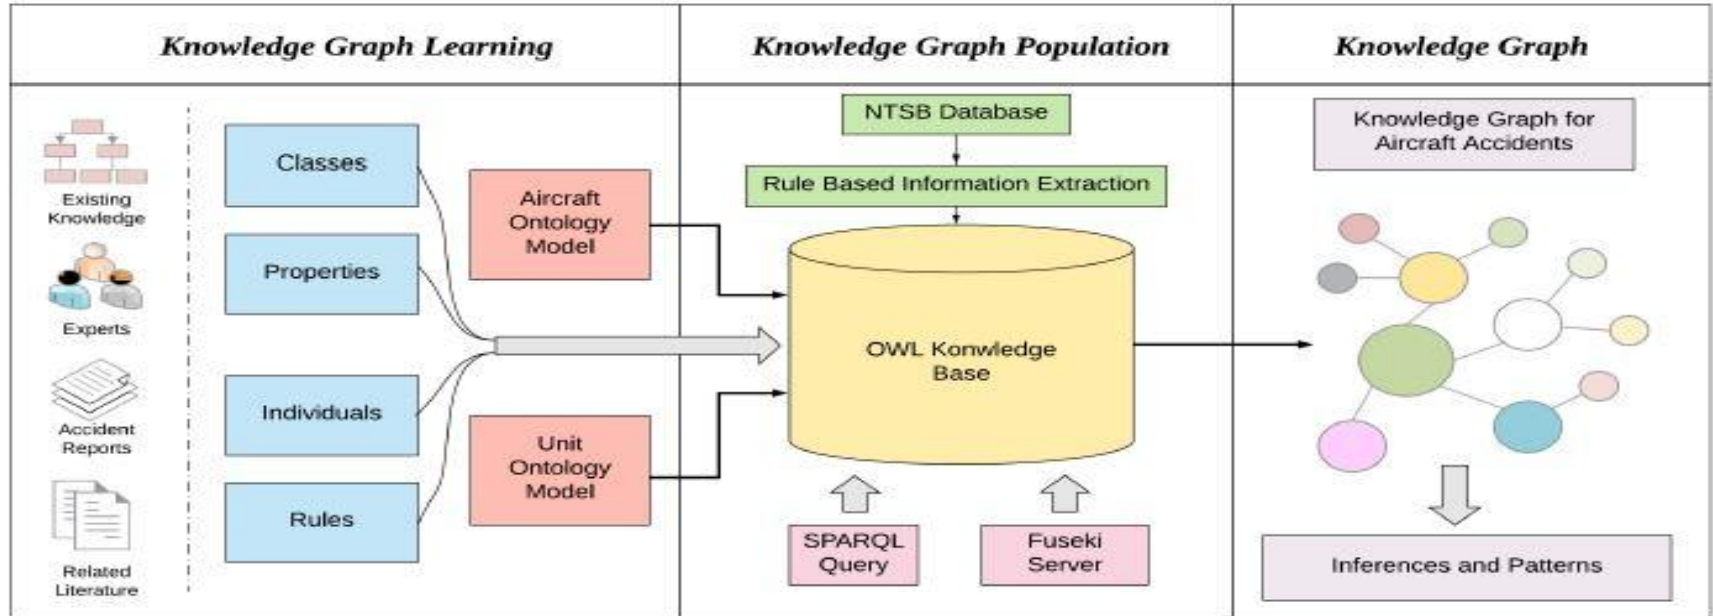 Knowledge Graph Learning
Knowledge Graph Population
Knowledge Graph
Existing
Knowledge
Experts
Accident
Reports
Related
Literature
Classes
Properties
Individuals
Rules
Aircraft
Ontology
Model
Unit
Ontology
Model
NTSB Database
Rule Based Information Extraction
OWL Konwledge
Base
SPARQL
Query
Fuseki
Server
Knowledge Graph for
Aircraft Accidents
Inferences and Patterns